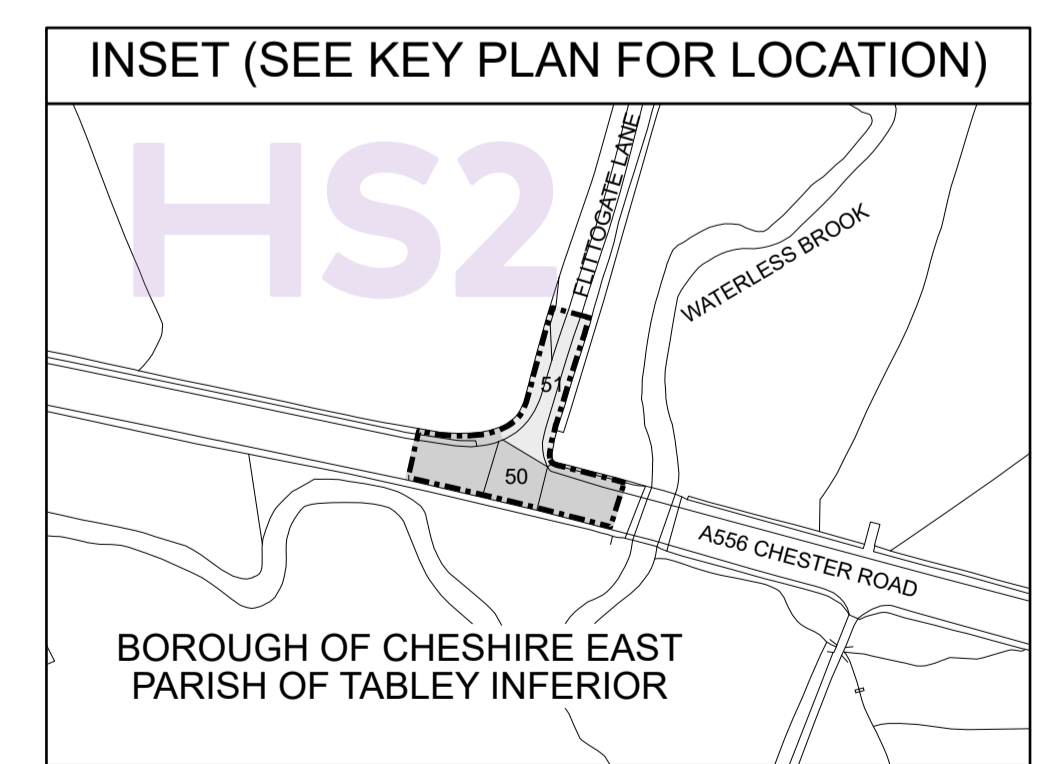 INSET (SEE KEY PLAN FOR LOCATION)
HS2
FLITTOGATE LANE
WATERLESS BROOK
51
50
A556 CHESTER ROAD
BOROUGH OF CHESHIRE EAST
PARISH OF TABLEY INFERIOR